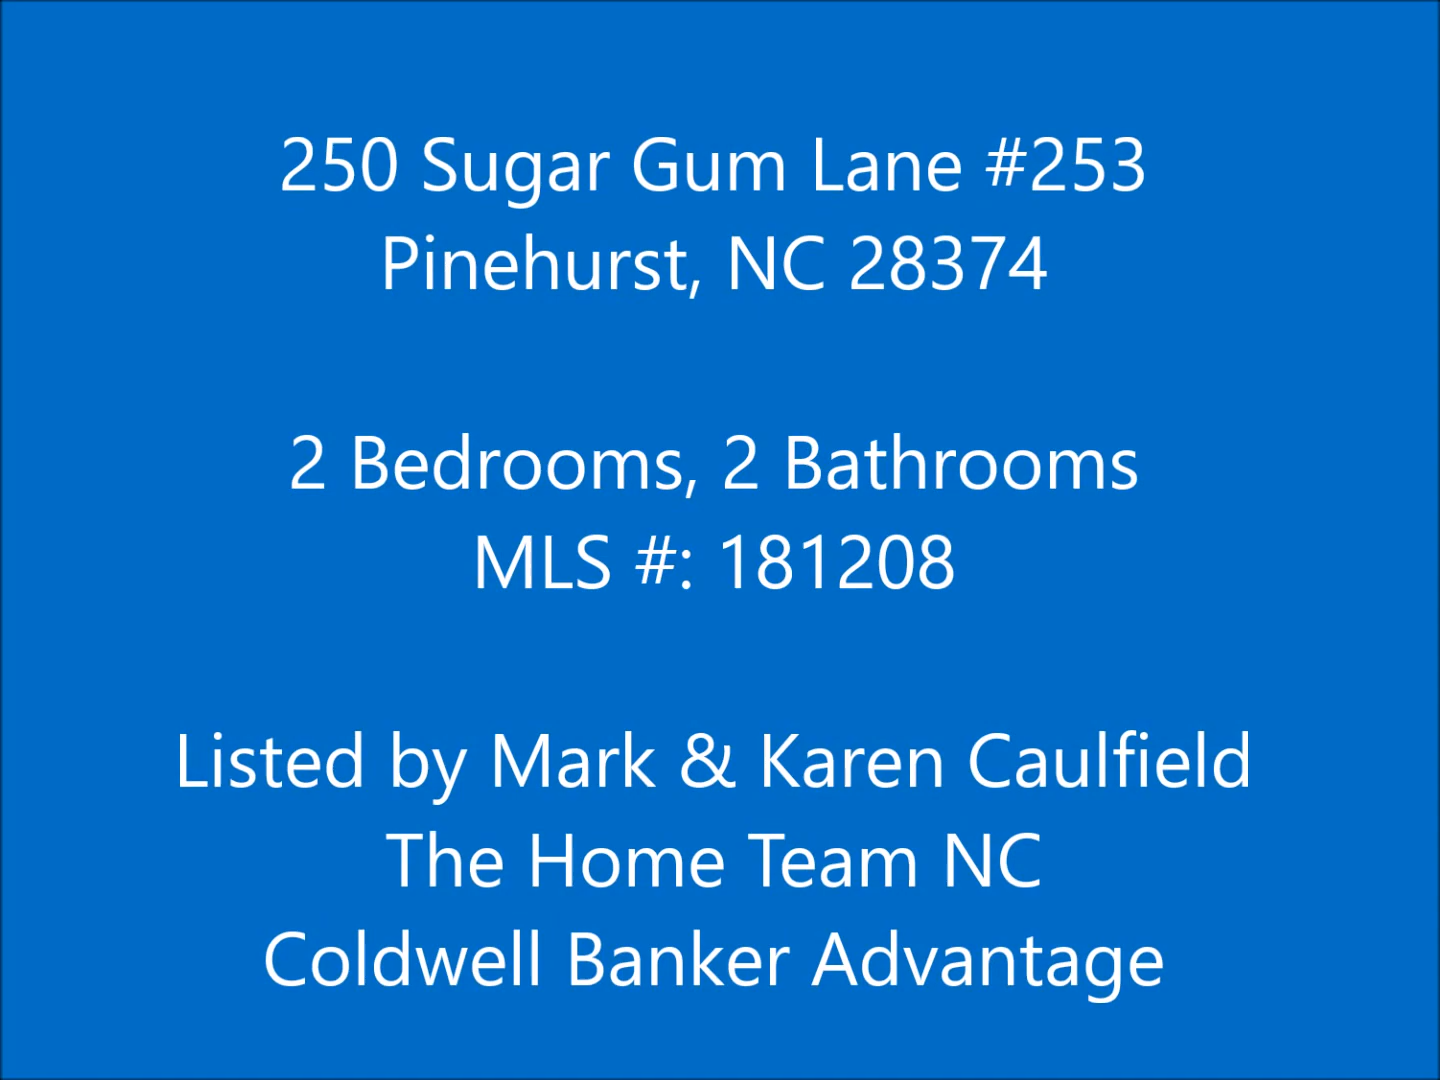 250 Sugar Gum Lane #253
Pinehurst, NC 28374
2 Bedrooms, 2 Bathrooms
MLS #: 181208
Listed by Mark & Karen Caulfield
The Home Team NC
Coldwell Banker Advantage